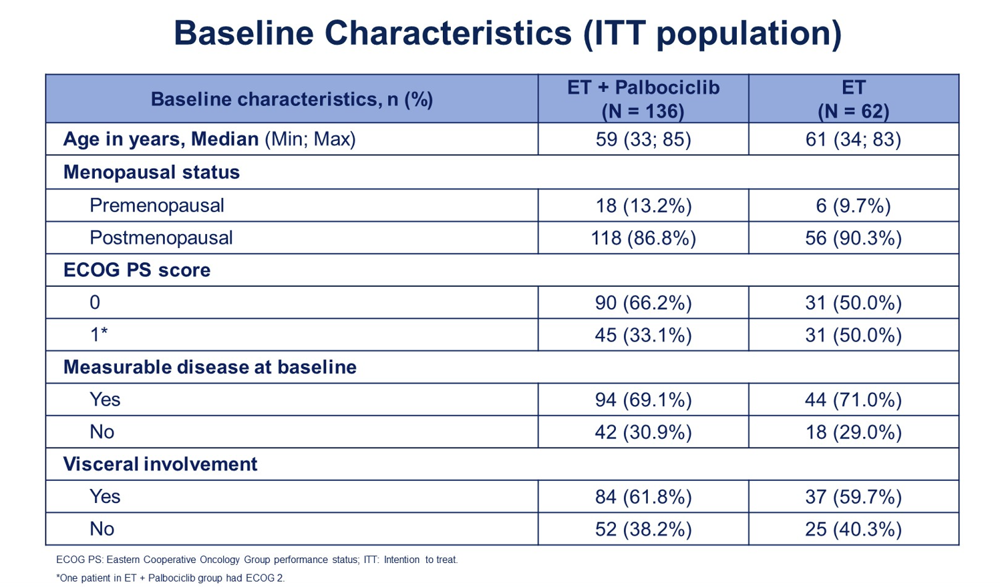 Baseline Characteristics (ITT population)
Baseline characteristics, n (%)
ET + Palbociclib
(N = 136)
ET
(N = 62)
Age in years, Median (Min; Max) 59 (33; 85) 61 (34; 83)
Menopausal status
Premenopausal 18 (13.2%) 6 (9.7%)
Postmenopausal 118 (86.8%) 56 (90.3%)
ECOG PS score
0 90 (66.2%) 31 (50.0%)
1* 45 (33.1%) 31 (50.0%)
Measurable disease at baseline
Yes 94 (69.1%) 44 (71.0%)
No 42 (30.9%) 18 (29.0%)
Visceral involvement
Yes 84 (61.8%) 37 (59.7%)
No 52 (38.2%) 25 (40.3%)
ECOG PS: Eastern Cooperative Oncology Group performance status; ITT: Intention to treat.
*One patient in ET + Palbociclib group had ECOG 2.